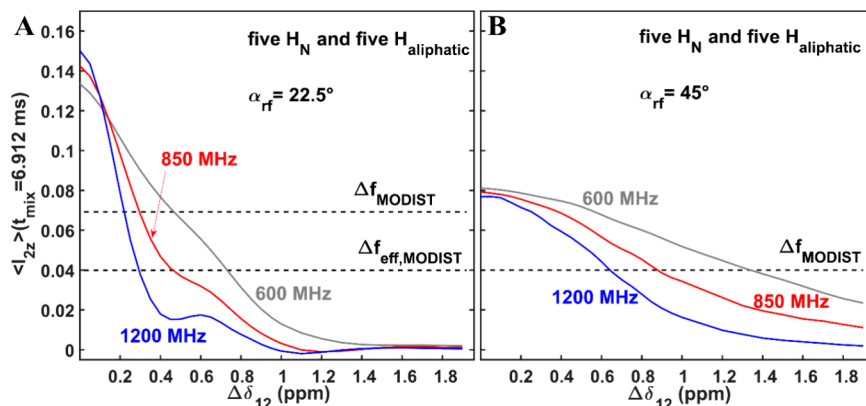 A
five H_N and five H_aliphatic
α_rf = 22.5°
850 MHz
Δf_MODIST
Δf_eff,MODIST
600 MHz
1200 MHz
<I_2z>(t_mix=6.912 ms)
0.16
0.14
0.12
0.10
0.08
0.06
0.04
0.02
0
0.2 0.4 0.6 0.8 1 1.2 1.4 1.6 1.8
Δδ_12 (ppm)
B
five H_N and five H_aliphatic
α_rf = 45°
600 MHz
Δf_MODIST
850 MHz
1200 MHz
0.2 0.4 0.6 0.8 1 1.2 1.4 1.6 1.8
Δδ_12 (ppm)